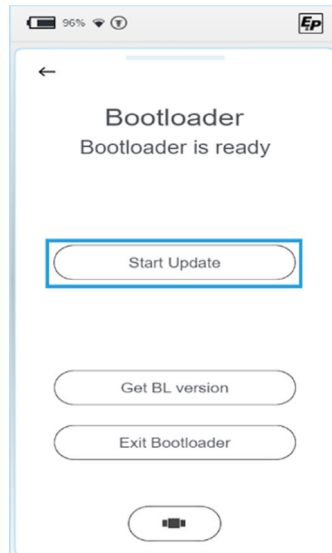 96%
EP
Bootloader
Bootloader is ready
Start Update
Get BL version
Exit Bootloader